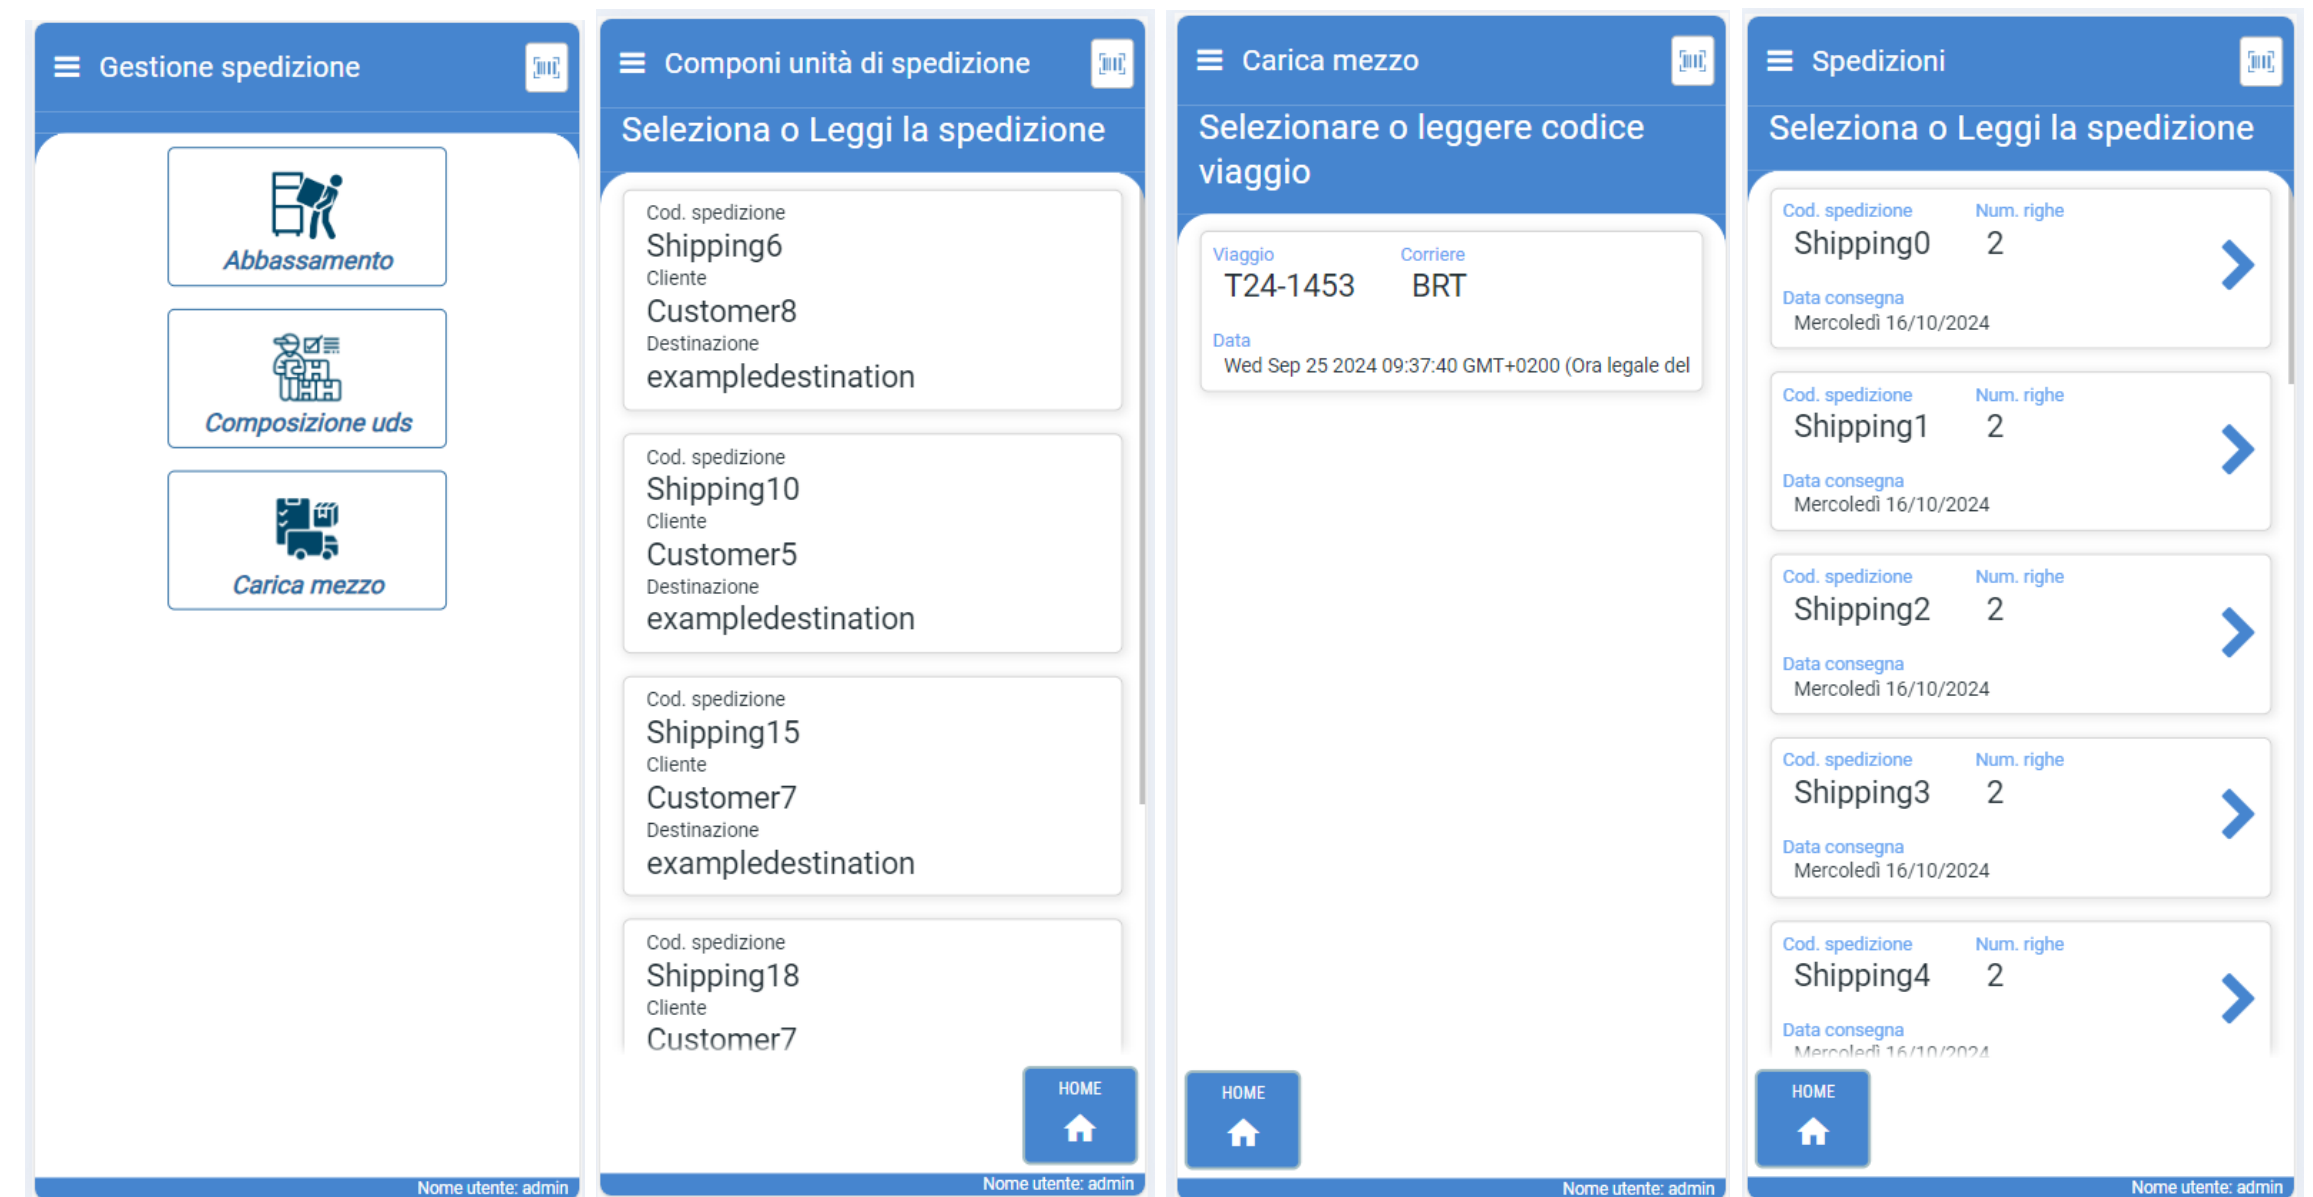 Gestione spedizione
Abbassamento
Composizione uds
Carica mezzo
Nome utente: admin
Componi unità di spedizione
Seleziona o Leggi la spedizione
Cod. spedizione
Shipping6
Cliente
Customer8
Destinazione
exampledestination
Cod. spedizione
Shipping10
Cliente
Customer5
Destinazione
exampledestination
Cod. spedizione
Shipping15
Cliente
Customer7
Destinazione
exampledestination
Cod. spedizione
Shipping18
Cliente
Customer7
HOME
Nome utente: admin
Carica mezzo
Selezionare o leggere codice
viaggio
Viaggio Corriere
T24-1453 BRT
Data
Wed Sep 25 2024 09:37:40 GMT+0200 (Ora legale del
HOME
Nome utente: admin
Spedizioni
Seleziona o Leggi la spedizione
Cod. spedizione Num. righe
Shipping0 2
Data consegna
Mercoledì 16/10/2024
Cod. spedizione Num. righe
Shipping1 2
Data consegna
Mercoledì 16/10/2024
Cod. spedizione Num. righe
Shipping2 2
Data consegna
Mercoledì 16/10/2024
Cod. spedizione Num. righe
Shipping3 2
Data consegna
Mercoledì 16/10/2024
Cod. spedizione Num. righe
Shipping4 2
Data consegna
Mercoledì 16/10/2024
HOME
Nome utente: admin